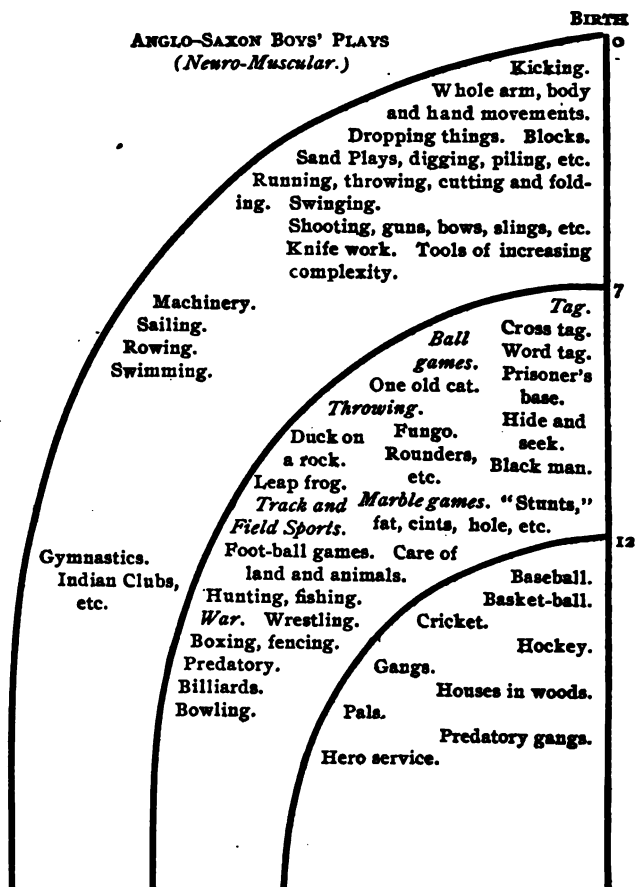 BIRTH
ANGLO-SAXON BOYS' PLAYS
0
(Neuro-Muscular.)
Kicking.
Whole arm, body
and hand movements.
Dropping things. Blocks.
Sand Plays, digging, piling, etc.
Running, throwing, cutting and fold-
ing. Swinging.
Shooting, guns, bows, slings, etc.
Knife work. Tools of increasing
complexity.
Machinery.
Sailing.
Rowing.
Swimming.
Gymnastics.
Indian Clubs,
etc.
7
Tag.
Cross tag.
Word tag.
Prisoner's
base.
Hide and
seek.
Black man.
"Stunts,"
Ball
games.
One old cat.
Throwing.
Fungo.
Rounders,
etc.
Duck on
a rock.
Leap frog.
Marble games.
fat, cints, hole, etc.
Track and
Field Sports.
Foot-ball games. Care of
land and animals.
Hunting, fishing.
War. Wrestling.
Boxing, fencing.
Predatory.
Billiards.
Bowling.
12
Baseball.
Basket-ball.
Cricket.
Hockey.
Gangs.
Houses in woods.
Pals.
Predatory gangs.
Hero service.